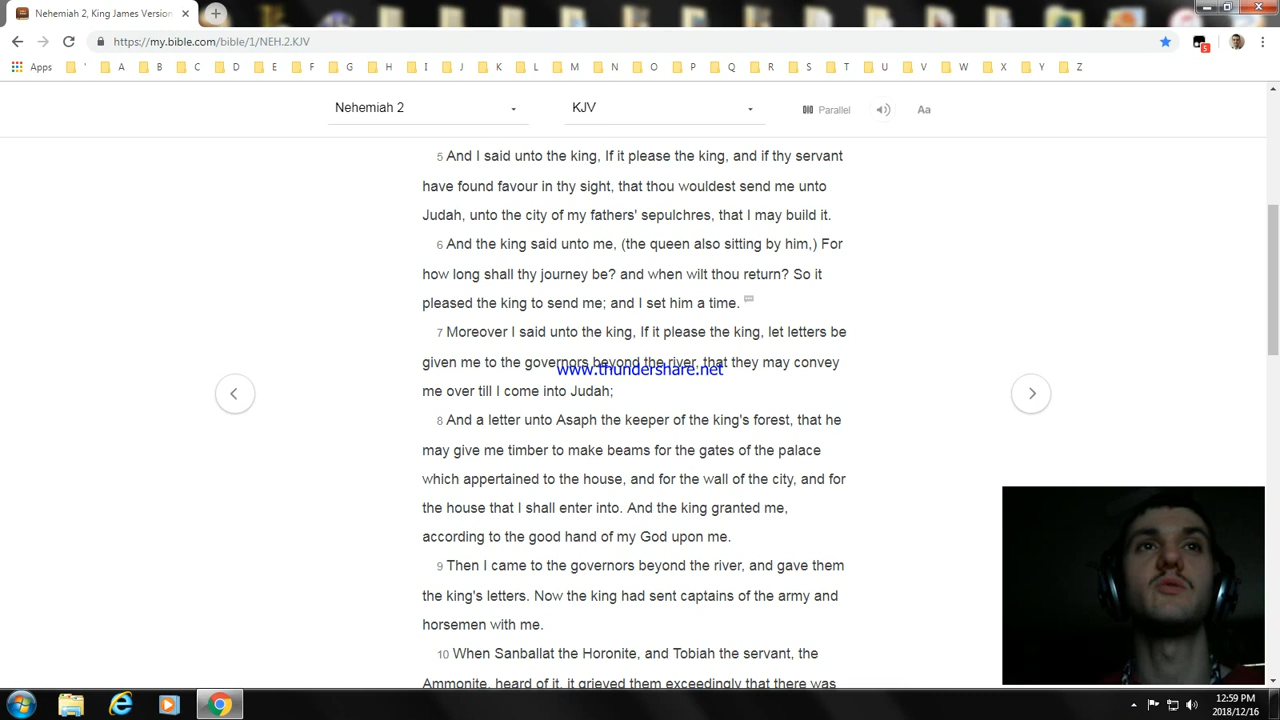 Nehemiah 2, King James Version
https://my.bible.com/bible/1/NEH.2.KJV
5
Apps ' A B C D E F G H I J K L M N O P Q R S T U V W X Y Z
Nehemiah 2 KJV Parallel Aa
5 And I said unto the king, If it please the king, and if thy servant
have found favour in thy sight, that thou wouldest send me unto
Judah, unto the city of my fathers' sepulchres, that I may build it.
6 And the king said unto me, (the queen also sitting by him,) For
how long shall thy journey be? and when wilt thou return? So it
pleased the king to send me; and I set him a time.
7 Moreover I said unto the king, If it please the king, let letters be
given me to the governors beyond the river, that they may convey
www.thundershare.net
me over till I come into Judah;
8 And a letter unto Asaph the keeper of the king's forest, that he
may give me timber to make beams for the gates of the palace
which appertained to the house, and for the wall of the city, and for
the house that I shall enter into. And the king granted me,
according to the good hand of my God upon me.
9 Then I came to the governors beyond the river, and gave them
the king's letters. Now the king had sent captains of the army and
horsemen with me.
10 When Sanballat the Horonite, and Tobiah the servant, the
Ammonite, heard of it, it grieved them exceedingly that there was
12:59 PM
2018/12/16